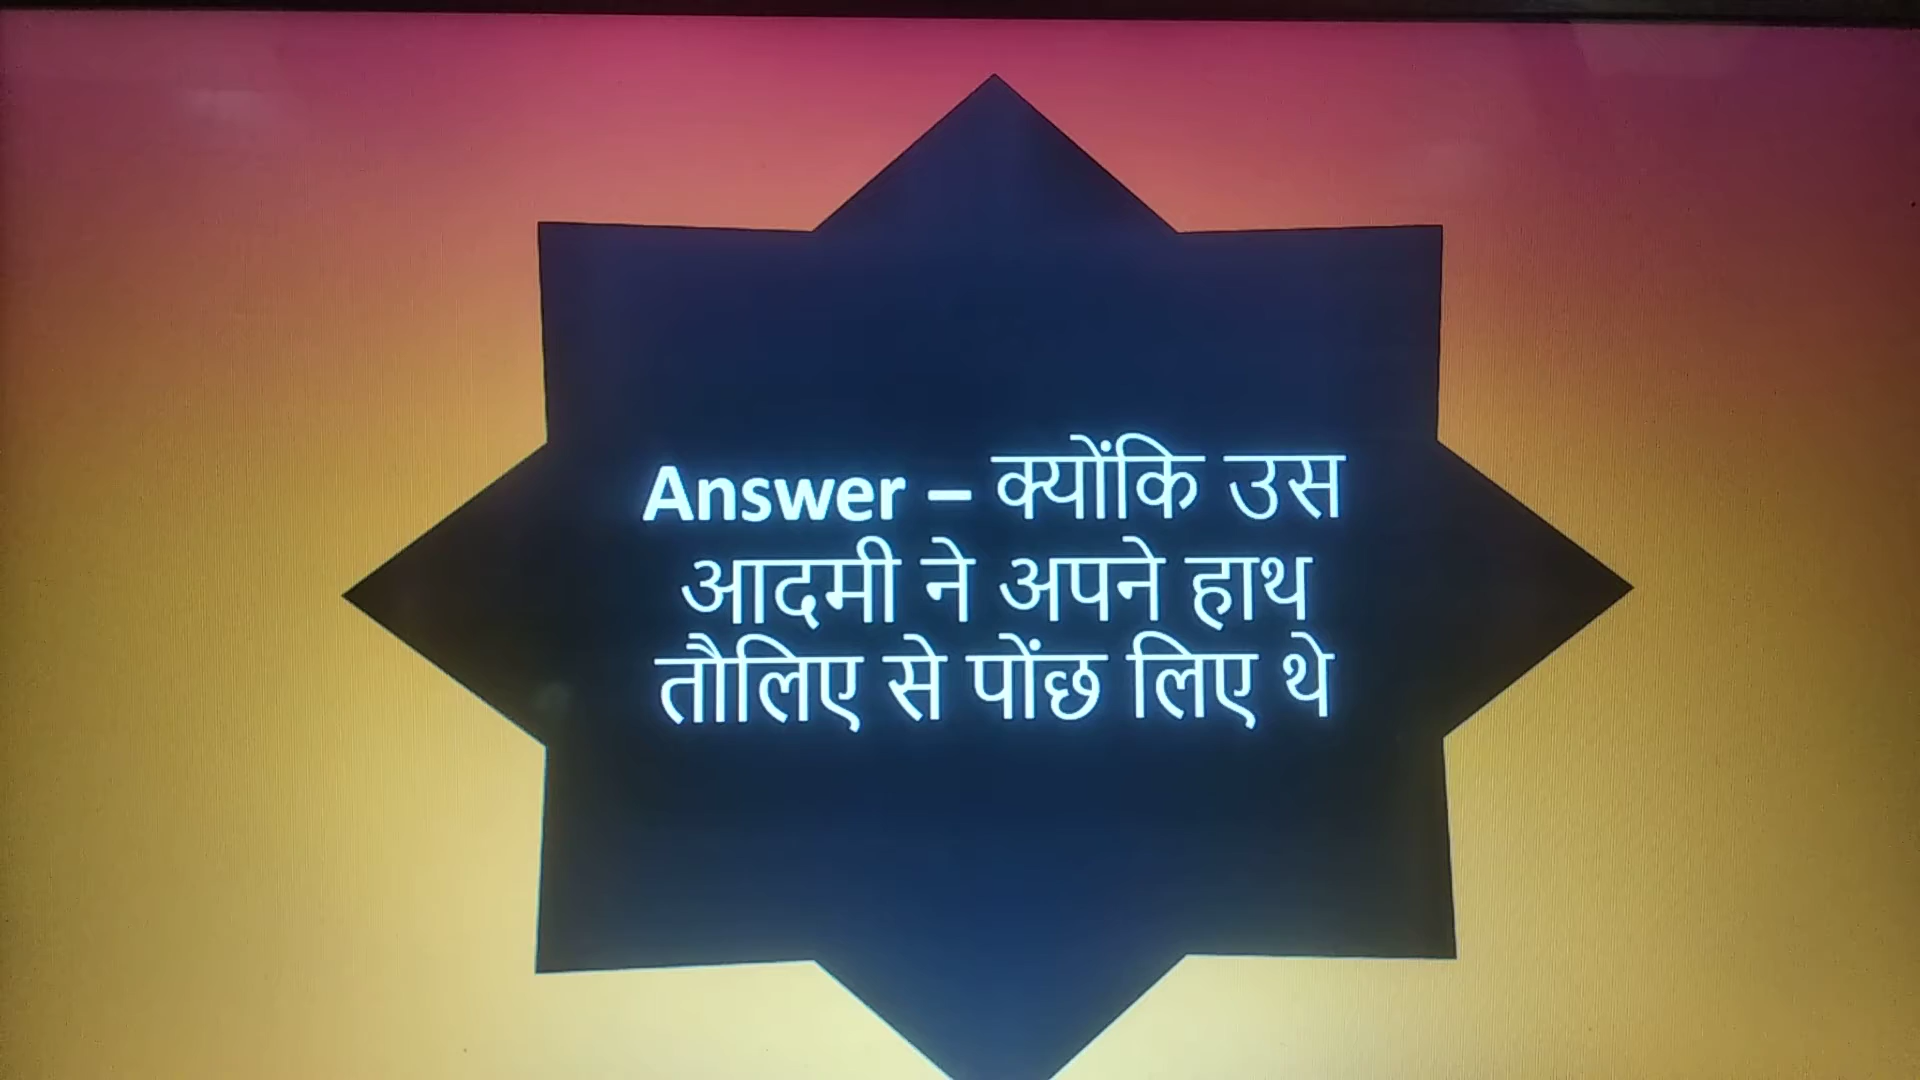 Answer – क्योंकि उस
आदमी ने अपने हाथ
तौलिए से पोंछ लिए थे